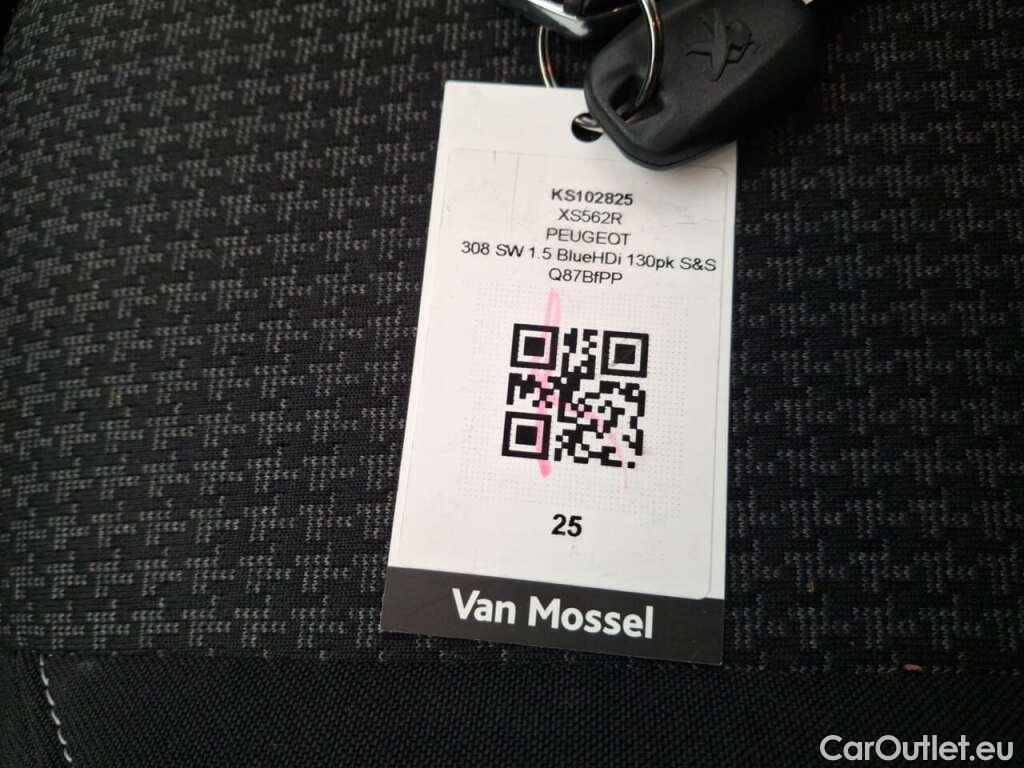 KS102825
XS562R
PEUGEOT
308 SW 1.5 BlueHDi 130pk S&S
Q87BfPP
25
Van Mossel
CarOutlet.eu